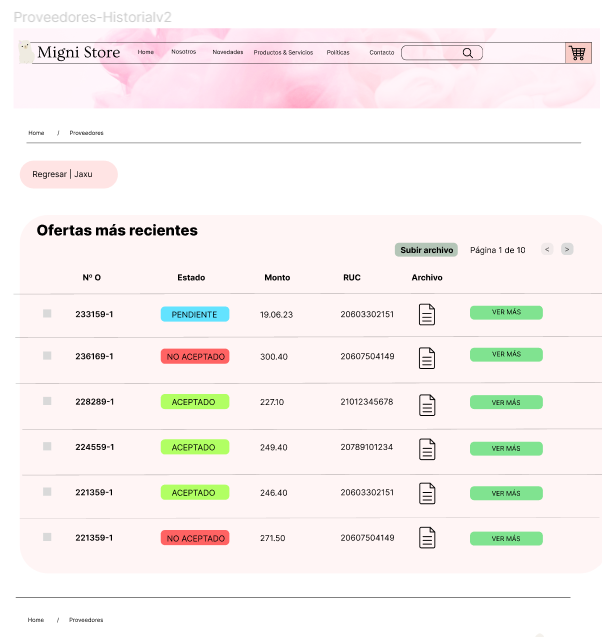 Proveedores-Historialv2
Migni Store Home Nosotros Novedades Productos & Servicios Políticas Contacto
Home / Proveedores
Regresar | Jaxu
Ofertas más recientes
Subir archivo Página 1 de 10 < >
Nº O Estado Monto RUC Archivo
233159-1 PENDIENTE 19.06.23 20603302151 VER MÁS
236169-1 NO ACEPTADO 300.40 20607504149 VER MÁS
228289-1 ACEPTADO 227.10 21012345678 VER MÁS
224559-1 ACEPTADO 249.40 20789101234 VER MÁS
221359-1 ACEPTADO 246.40 20603302151 VER MÁS
221359-1 NO ACEPTADO 271.50 20607504149 VER MÁS
Home / Proveedores